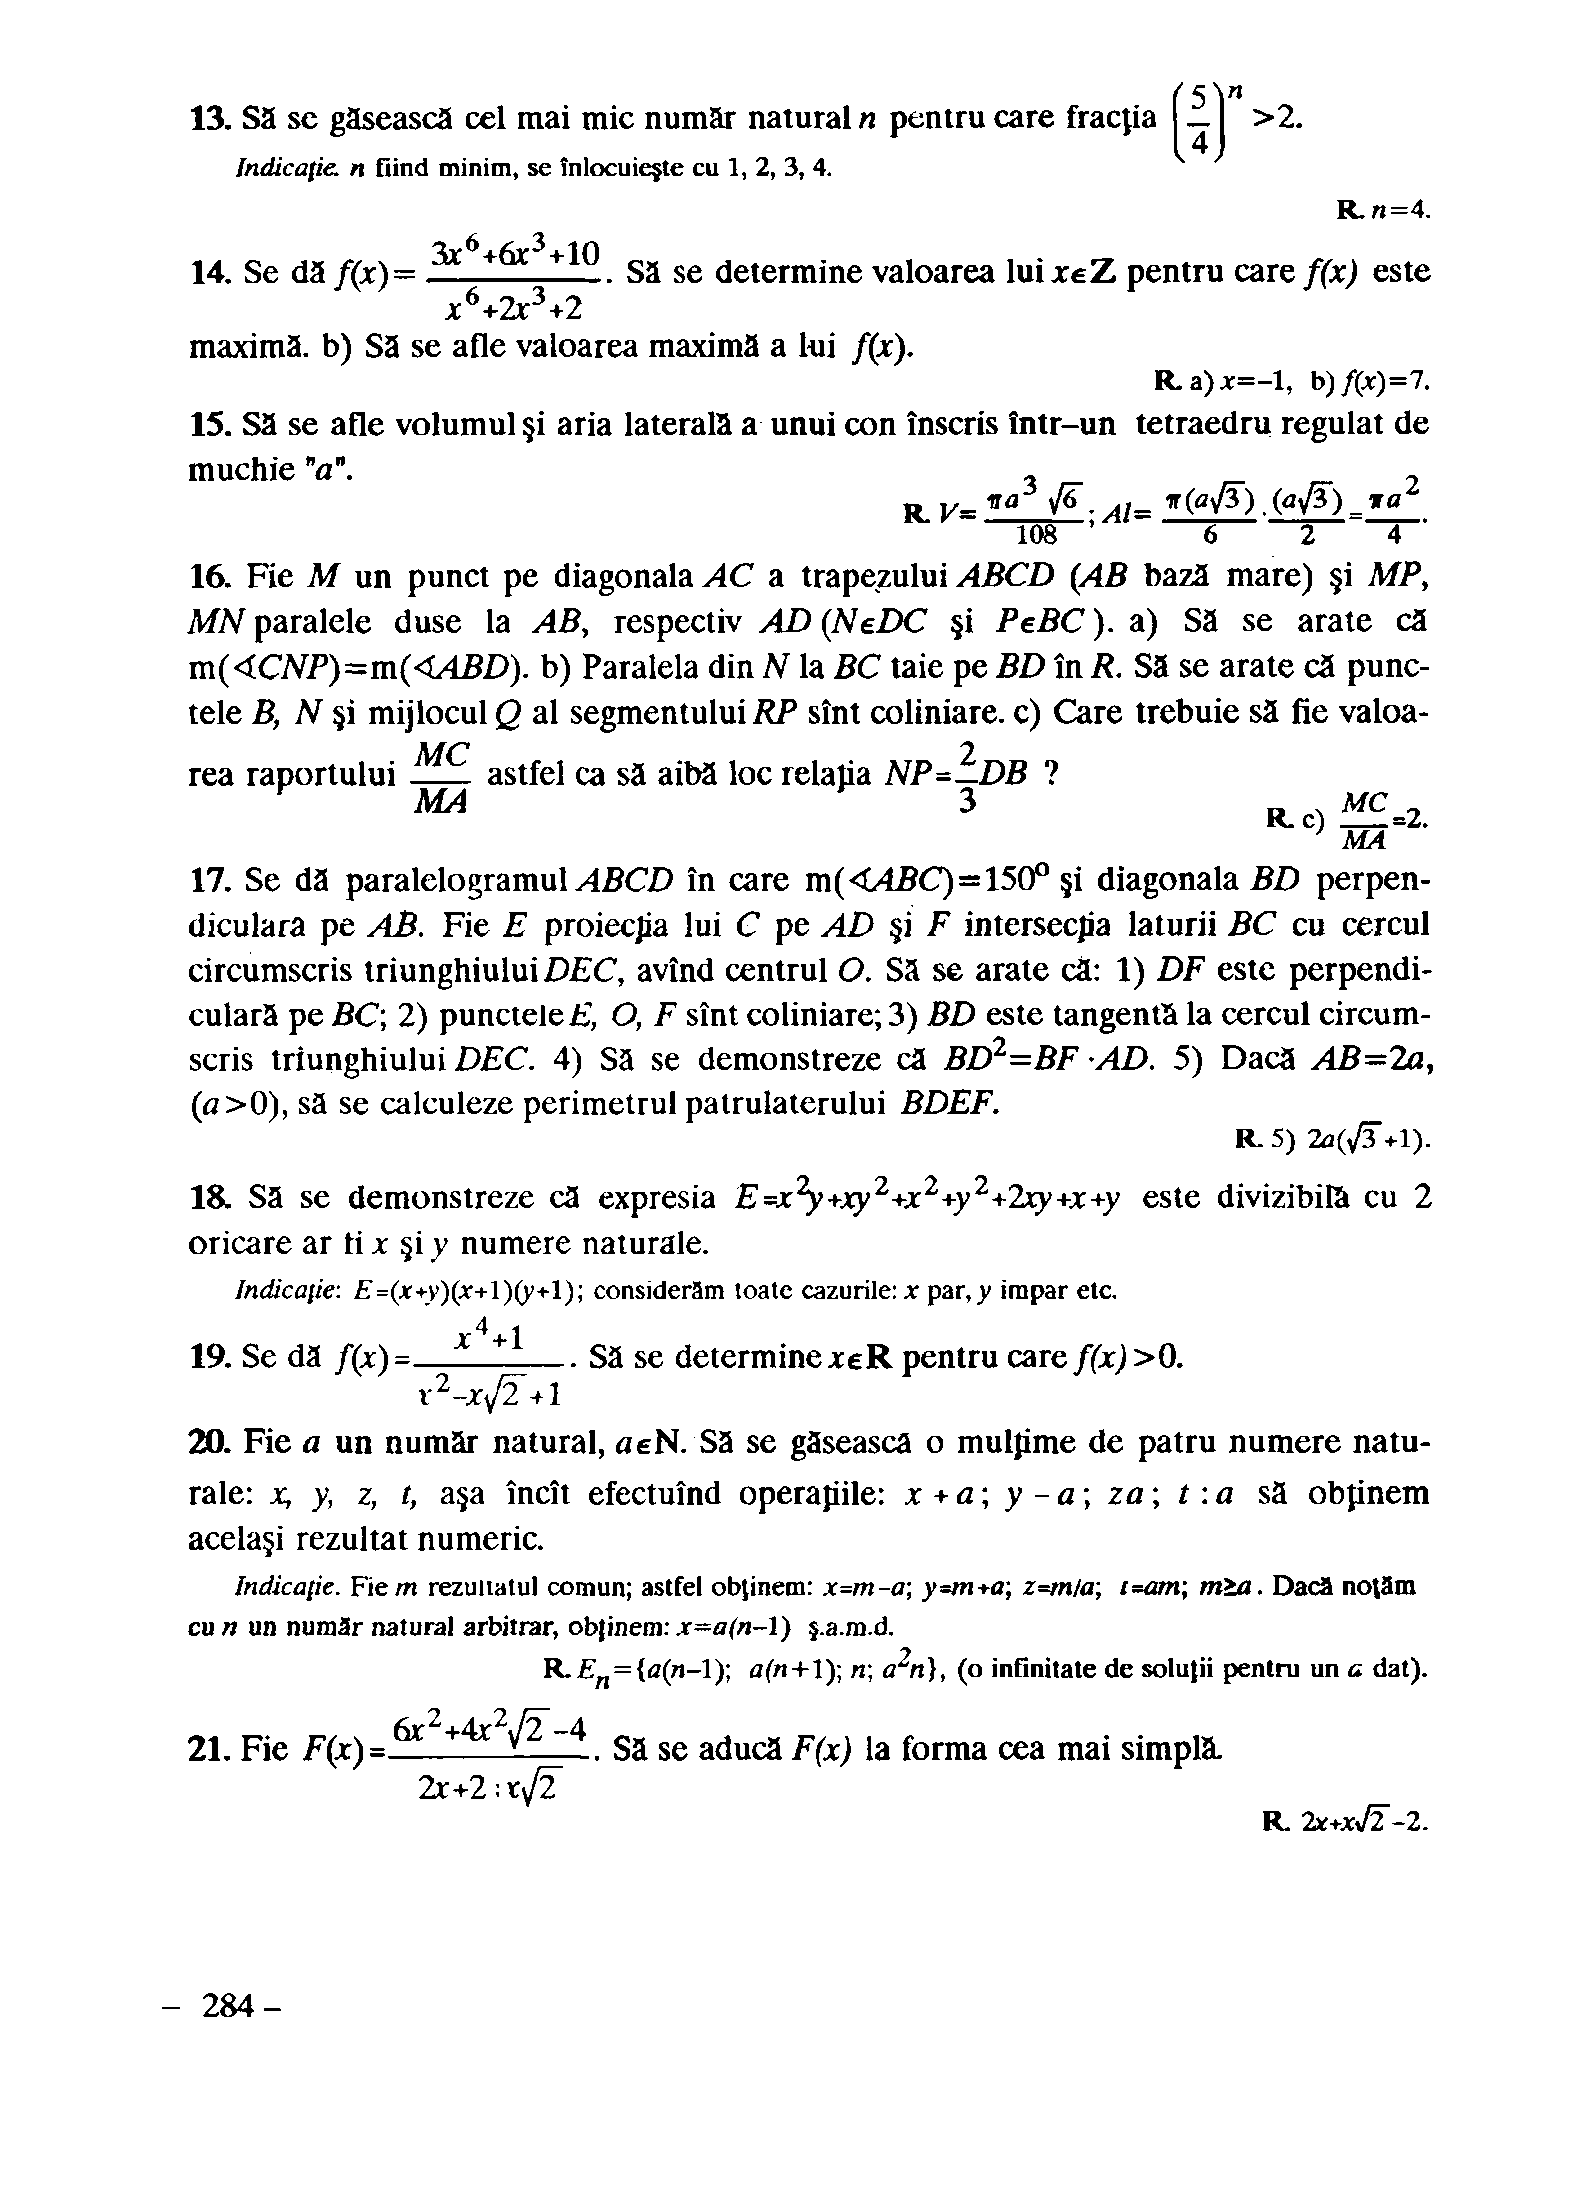 13. Să se găsească cel mai mic număr natural n pentru care fracţia (5/4)^n >2.
Indicaţie. n fiind minim, se înlocuieşte cu 1, 2, 3, 4.
R. n=4.
14. Se dă f(x)= (3x^6+6x^3+10)/(x^6+2x^3+2). Să se determine valoarea lui xєZ pentru care f(x) este
maximă. b) Să se afle valoarea maximă a lui f(x).
R. a) x=-1, b) f(x)=7.
15. Să se afle volumul şi aria laterală a unui con înscris într-un tetraedru regulat de
muchie "a".
R. V= πa^3 √6/108; Al= π(a√3)/6 . (a√3)/2 = πa^2/4.
16. Fie M un punct pe diagonala AC a trapezului ABCD (AB bază mare) şi MP,
MN paralele duse la AB, respectiv AD (NєDC şi PєBC). a) Să se arate că
m(∢CNP)=m(∢ABD). b) Paralela din N la BC taie pe BD în R. Să se arate că punc-
tele B, N şi mijlocul Q al segmentului RP sînt coliniare. c) Care trebuie să fie valoa-
rea raportului MC/MA astfel ca să aibă loc relaţia NP=2/3 DB ?
R. c) MC/MA=2.
17. Se dă paralelogramul ABCD în care m(∢ABC)=150° şi diagonala BD perpen-
diculara pe AB. Fie E proiecţia lui C pe AD şi F intersecţia laturii BC cu cercul
circumscris triunghiului DEC, avînd centrul O. Să se arate că: 1) DF este perpendi-
culară pe BC; 2) punctele E, O, F sînt coliniare; 3) BD este tangentă la cercul circum-
scris triunghiului DEC. 4) Să se demonstreze că BD^2=BF·AD. 5) Dacă AB=2a,
(a>0), să se calculeze perimetrul patrulaterului BDEF.
R. 5) 2a(√3+1).
18. Să se demonstreze că expresia E=x^2y+xy^2+x^2+y^2+2xy+x+y este divizibilă cu 2
oricare ar ti x şi y numere naturale.
Indicaţie: E=(x+y)(x+1)(y+1); considerăm toate cazurile: x par, y impar etc.
19. Se dă f(x)= (x^4+1)/(x^2-x√2+1). Să se determine xєR pentru care f(x)>0.
20. Fie a un număr natural, aєN. Să se găsească o mulţime de patru numere natu-
rale: x, y, z, t, aşa încît efectuînd operaţiile: x + a; y - a; za; t : a să obţinem
acelaşi rezultat numeric.
Indicaţie. Fie m rezultatul comun; astfel obţinem: x=m-a; y=m+a; z=m/a; t=am; m≥a. Dacă notăm
cu n un număr natural arbitrar, obţinem: x=a(n-1) ş.a.m.d.
R. E_n={a(n-1); a(n+1); n; a^2n}, (o infinitate de soluţii pentru un a dat).
21. Fie F(x)= (6x^2+4x^2√2-4)/(2x+2:x√2). Să se aducă F(x) la forma cea mai simplă.
R. 2x+x√2-2.
- 284 -